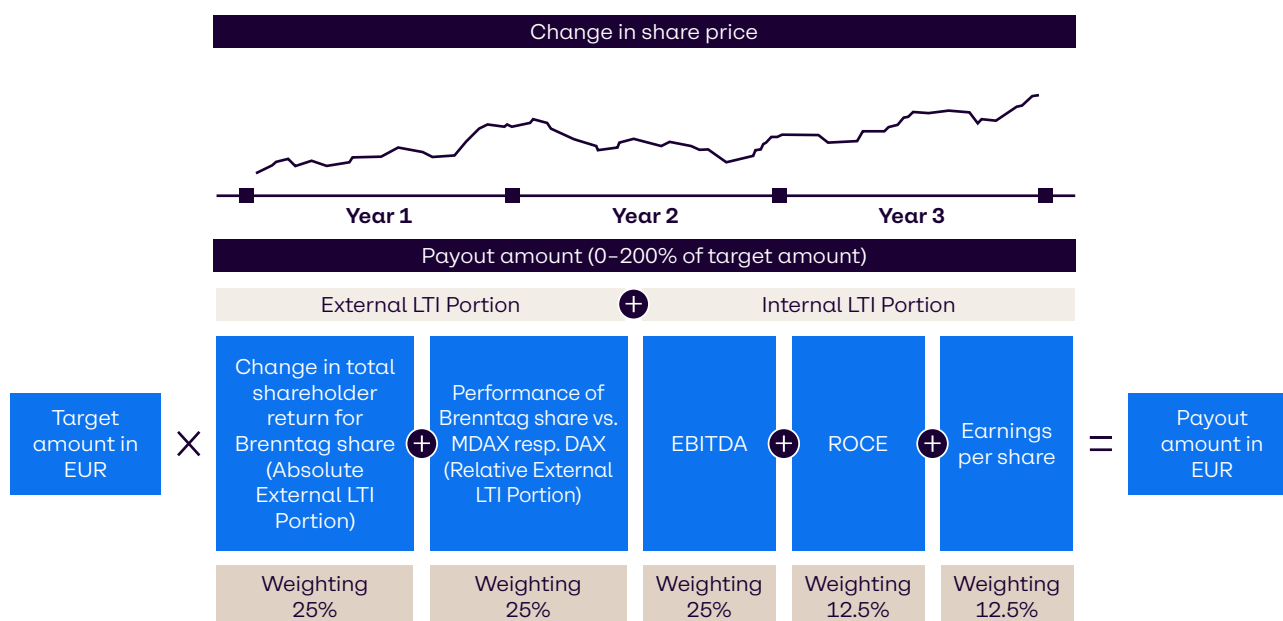 Change in share price
Year 1
Year 2
Year 3
Payout amount (0–200% of target amount)
External LTI Portion
+
Internal LTI Portion
Target
amount in
EUR
×
Change in total
shareholder
return for
Brenntag share
(Absolute
External LTI
Portion)
+
Performance of
Brenntag share vs.
MDAX resp. DAX
(Relative External
LTI Portion)
EBITDA
+
ROCE
+
Earnings
per share
=
Payout
amount in
EUR
Weighting
25%
Weighting
25%
Weighting
25%
Weighting
12.5%
Weighting
12.5%